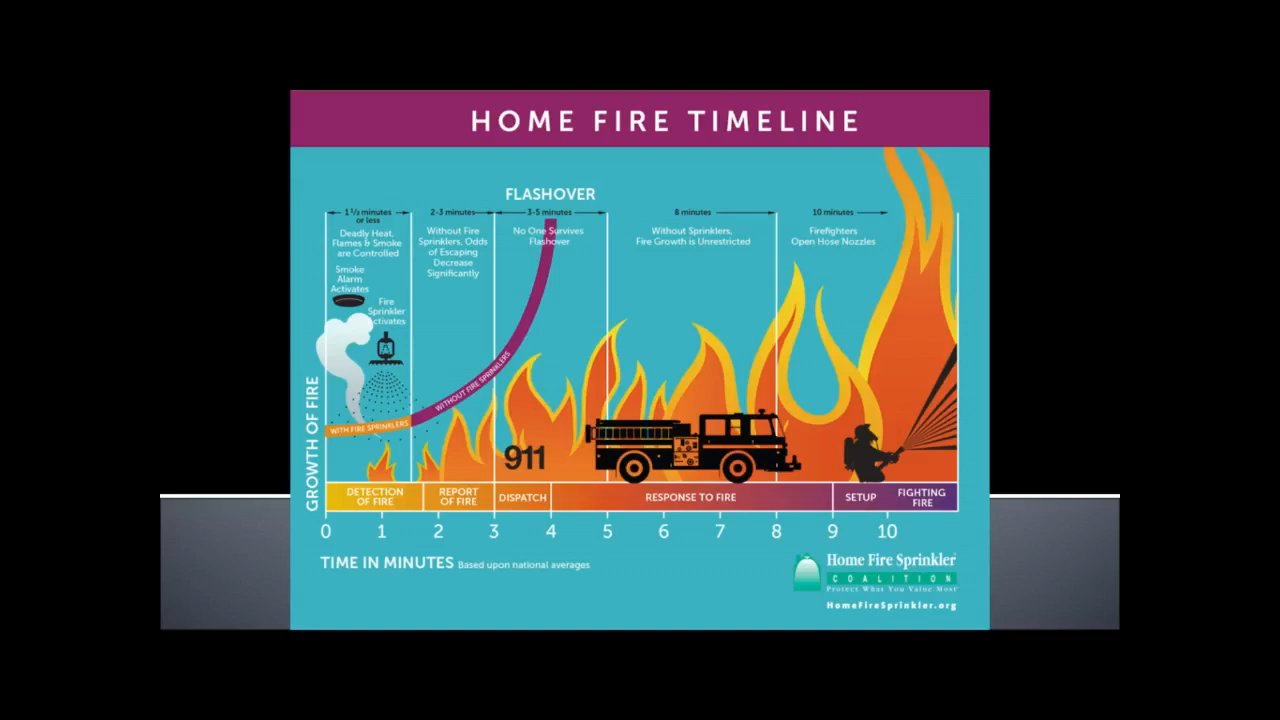 HOME FIRE TIMELINE
FLASHOVER
1 1/2 minutes
or less
2-3 minutes
3-5 minutes
8 minutes
10 minutes
Deadly Heat,
Flames & Smoke
are Controlled
Smoke
Alarm
Activates
Fire
Sprinkler
Activates
Without Fire
Sprinklers, Odds
of Escaping
Decrease
Significantly
No One Survives
Flashover
Without Sprinklers,
Fire Growth is Unrestricted
Firefighters
Open Hose Nozzles
GROWTH OF FIRE
WITH FIRE SPRINKLERS
WITHOUT FIRE SPRINKLERS
911
DETECTION
OF FIRE
REPORT
OF FIRE
DISPATCH
RESPONSE TO FIRE
SETUP
FIGHTING
FIRE
0 1 2 3 4 5 6 7 8 9 10
TIME IN MINUTES Based upon national averages
Home Fire Sprinkler
COALITION
Protect What You Value Most
HomeFireSprinkler.org